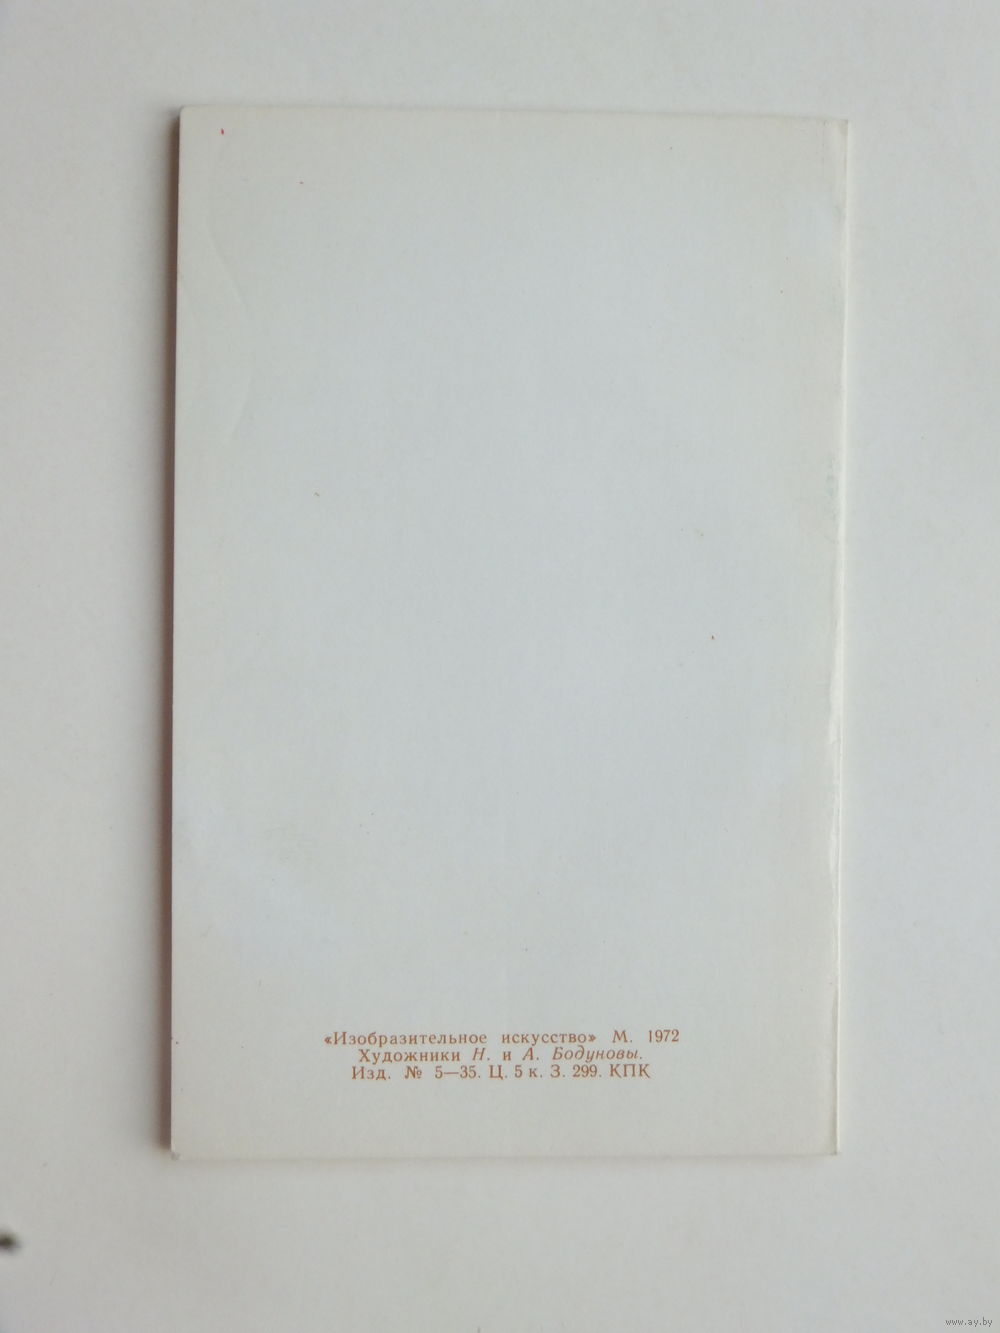 «Изобразительное искусство» М. 1972
Художники Н. и А. Бодуновы.
Изд. № 5—35. Ц. 5 к. З. 299. КПК
www.ay.by